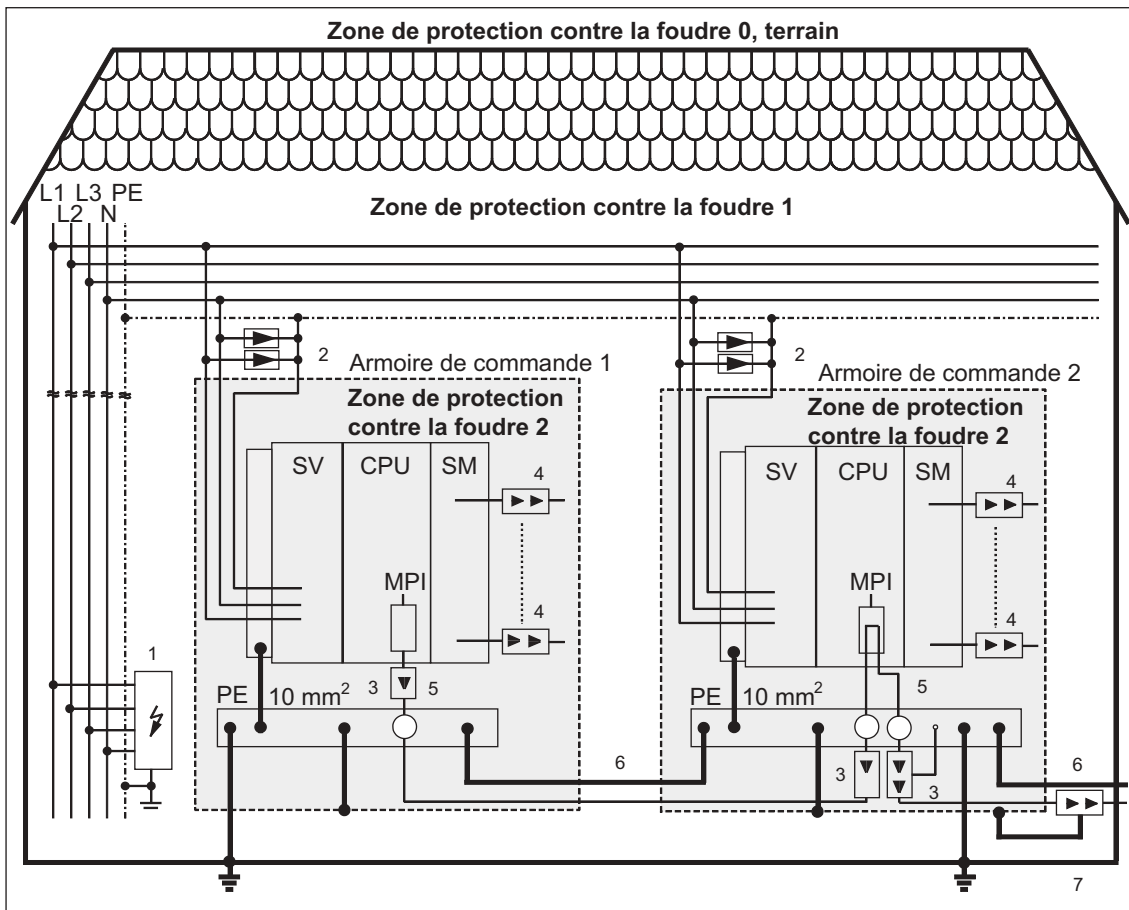 Zone de protection contre la foudre 0, terrain
L1 L3 PE
L2 N
Zone de protection contre la foudre 1
2
Armoire de commande 1
Zone de protection
contre la foudre 2
SV CPU SM
4
MPI
4
3 5
PE 10 mm²
1
6
2
Armoire de commande 2
Zone de protection
contre la foudre 2
SV CPU SM
4
MPI
4
5
PE 10 mm²
3
3
6
7